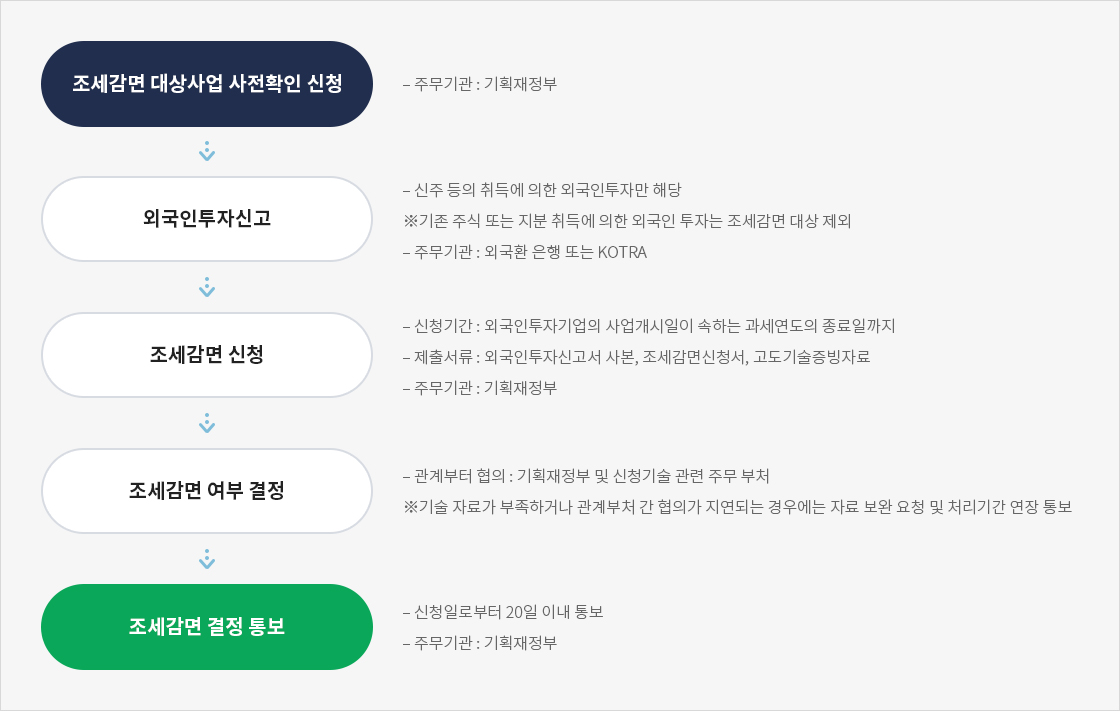 조세감면 대상사업 사전확인 신청
– 주무기관 : 기획재정부
외국인투자신고
– 신주 등의 취득에 의한 외국인투자만 해당
※기존 주식 또는 지분 취득에 의한 외국인 투자는 조세감면 대상 제외
– 주무기관 : 외국환 은행 또는 KOTRA
조세감면 신청
– 신청기간 : 외국인투자기업의 사업개시일이 속하는 과세연도의 종료일까지
– 제출서류 : 외국인투자신고서 사본, 조세감면신청서, 고도기술증빙자료
– 주무기관 : 기획재정부
조세감면 여부 결정
– 관계부터 협의 : 기획재정부 및 신청기술 관련 주무 부처
※기술 자료가 부족하거나 관계부처 간 협의가 지연되는 경우에는 자료 보완 요청 및 처리기간 연장 통보
조세감면 결정 통보
– 신청일로부터 20일 이내 통보
– 주무기관 : 기획재정부